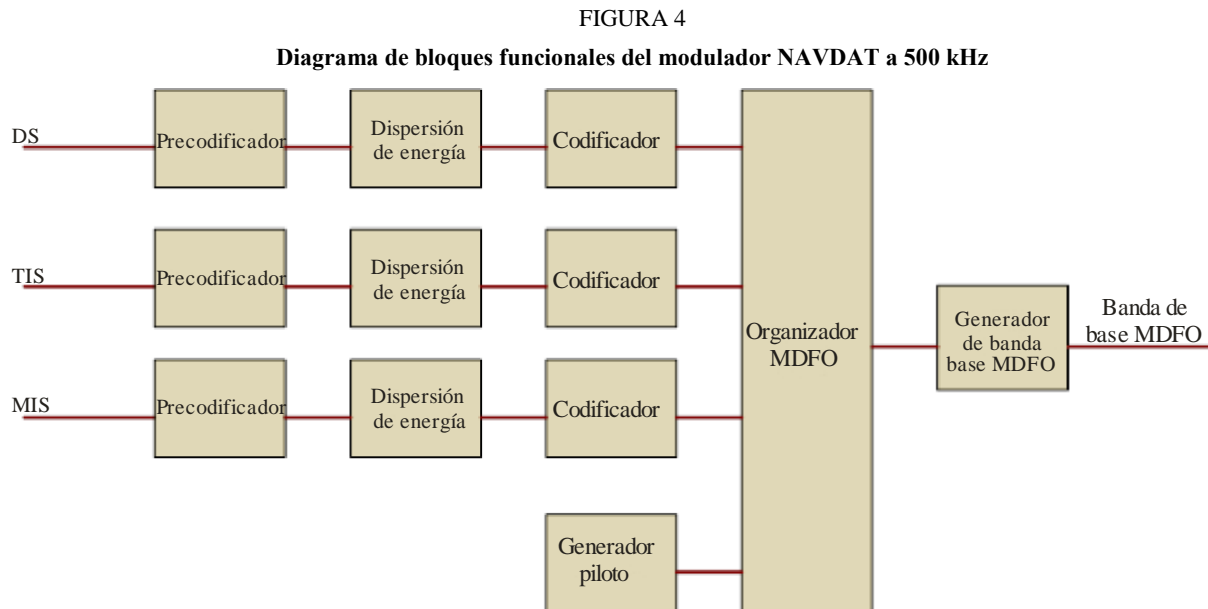 FIGURA 4
Diagrama de bloques funcionales del modulador NAVDAT a 500 kHz
DS
Precodificador
Dispersión
de energía
Codificador
TIS
Precodificador
Dispersión
de energía
Codificador
MIS
Precodificador
Dispersión
de energía
Codificador
Generador
piloto
Organizador
MDFO
Generador
de banda
base MDFO
Banda de
base MDFO